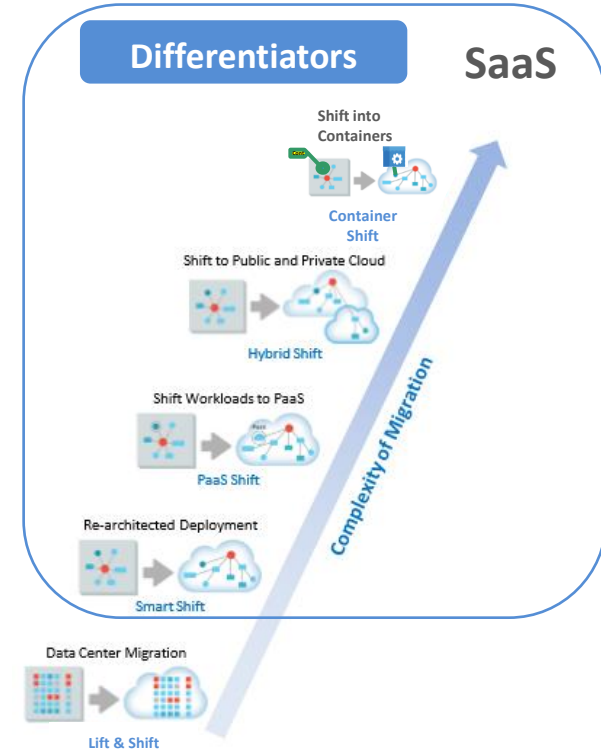 Differentiators
SaaS
Shift into
Containers
Container
Shift
Shift to Public and Private Cloud
Hybrid Shift
Shift Workloads to PaaS
PaaS
PaaS Shift
Re-architected Deployment
Smart Shift
Data Center Migration
Lift & Shift
Complexity of Migration